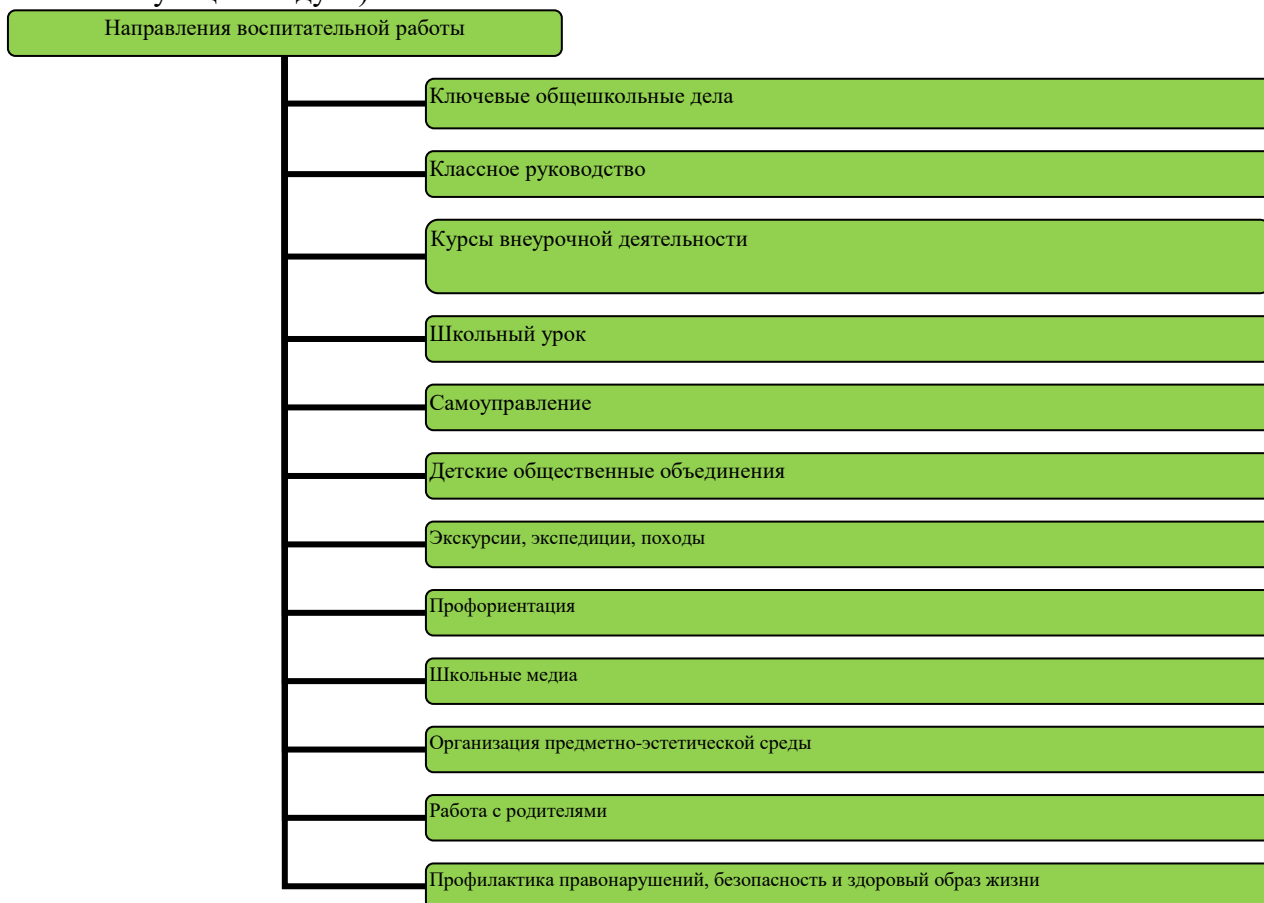 Направления воспитательной работы
Ключевые общешкольные дела
Классное руководство
Курсы внеурочной деятельности
Школьный урок
Самоуправление
Детские общественные объединения
Экскурсии, экспедиции, походы
Профориентация
Школьные медиа
Организация предметно-эстетической среды
Работа с родителями
Профилактика правонарушений, безопасность и здоровый образ жизни